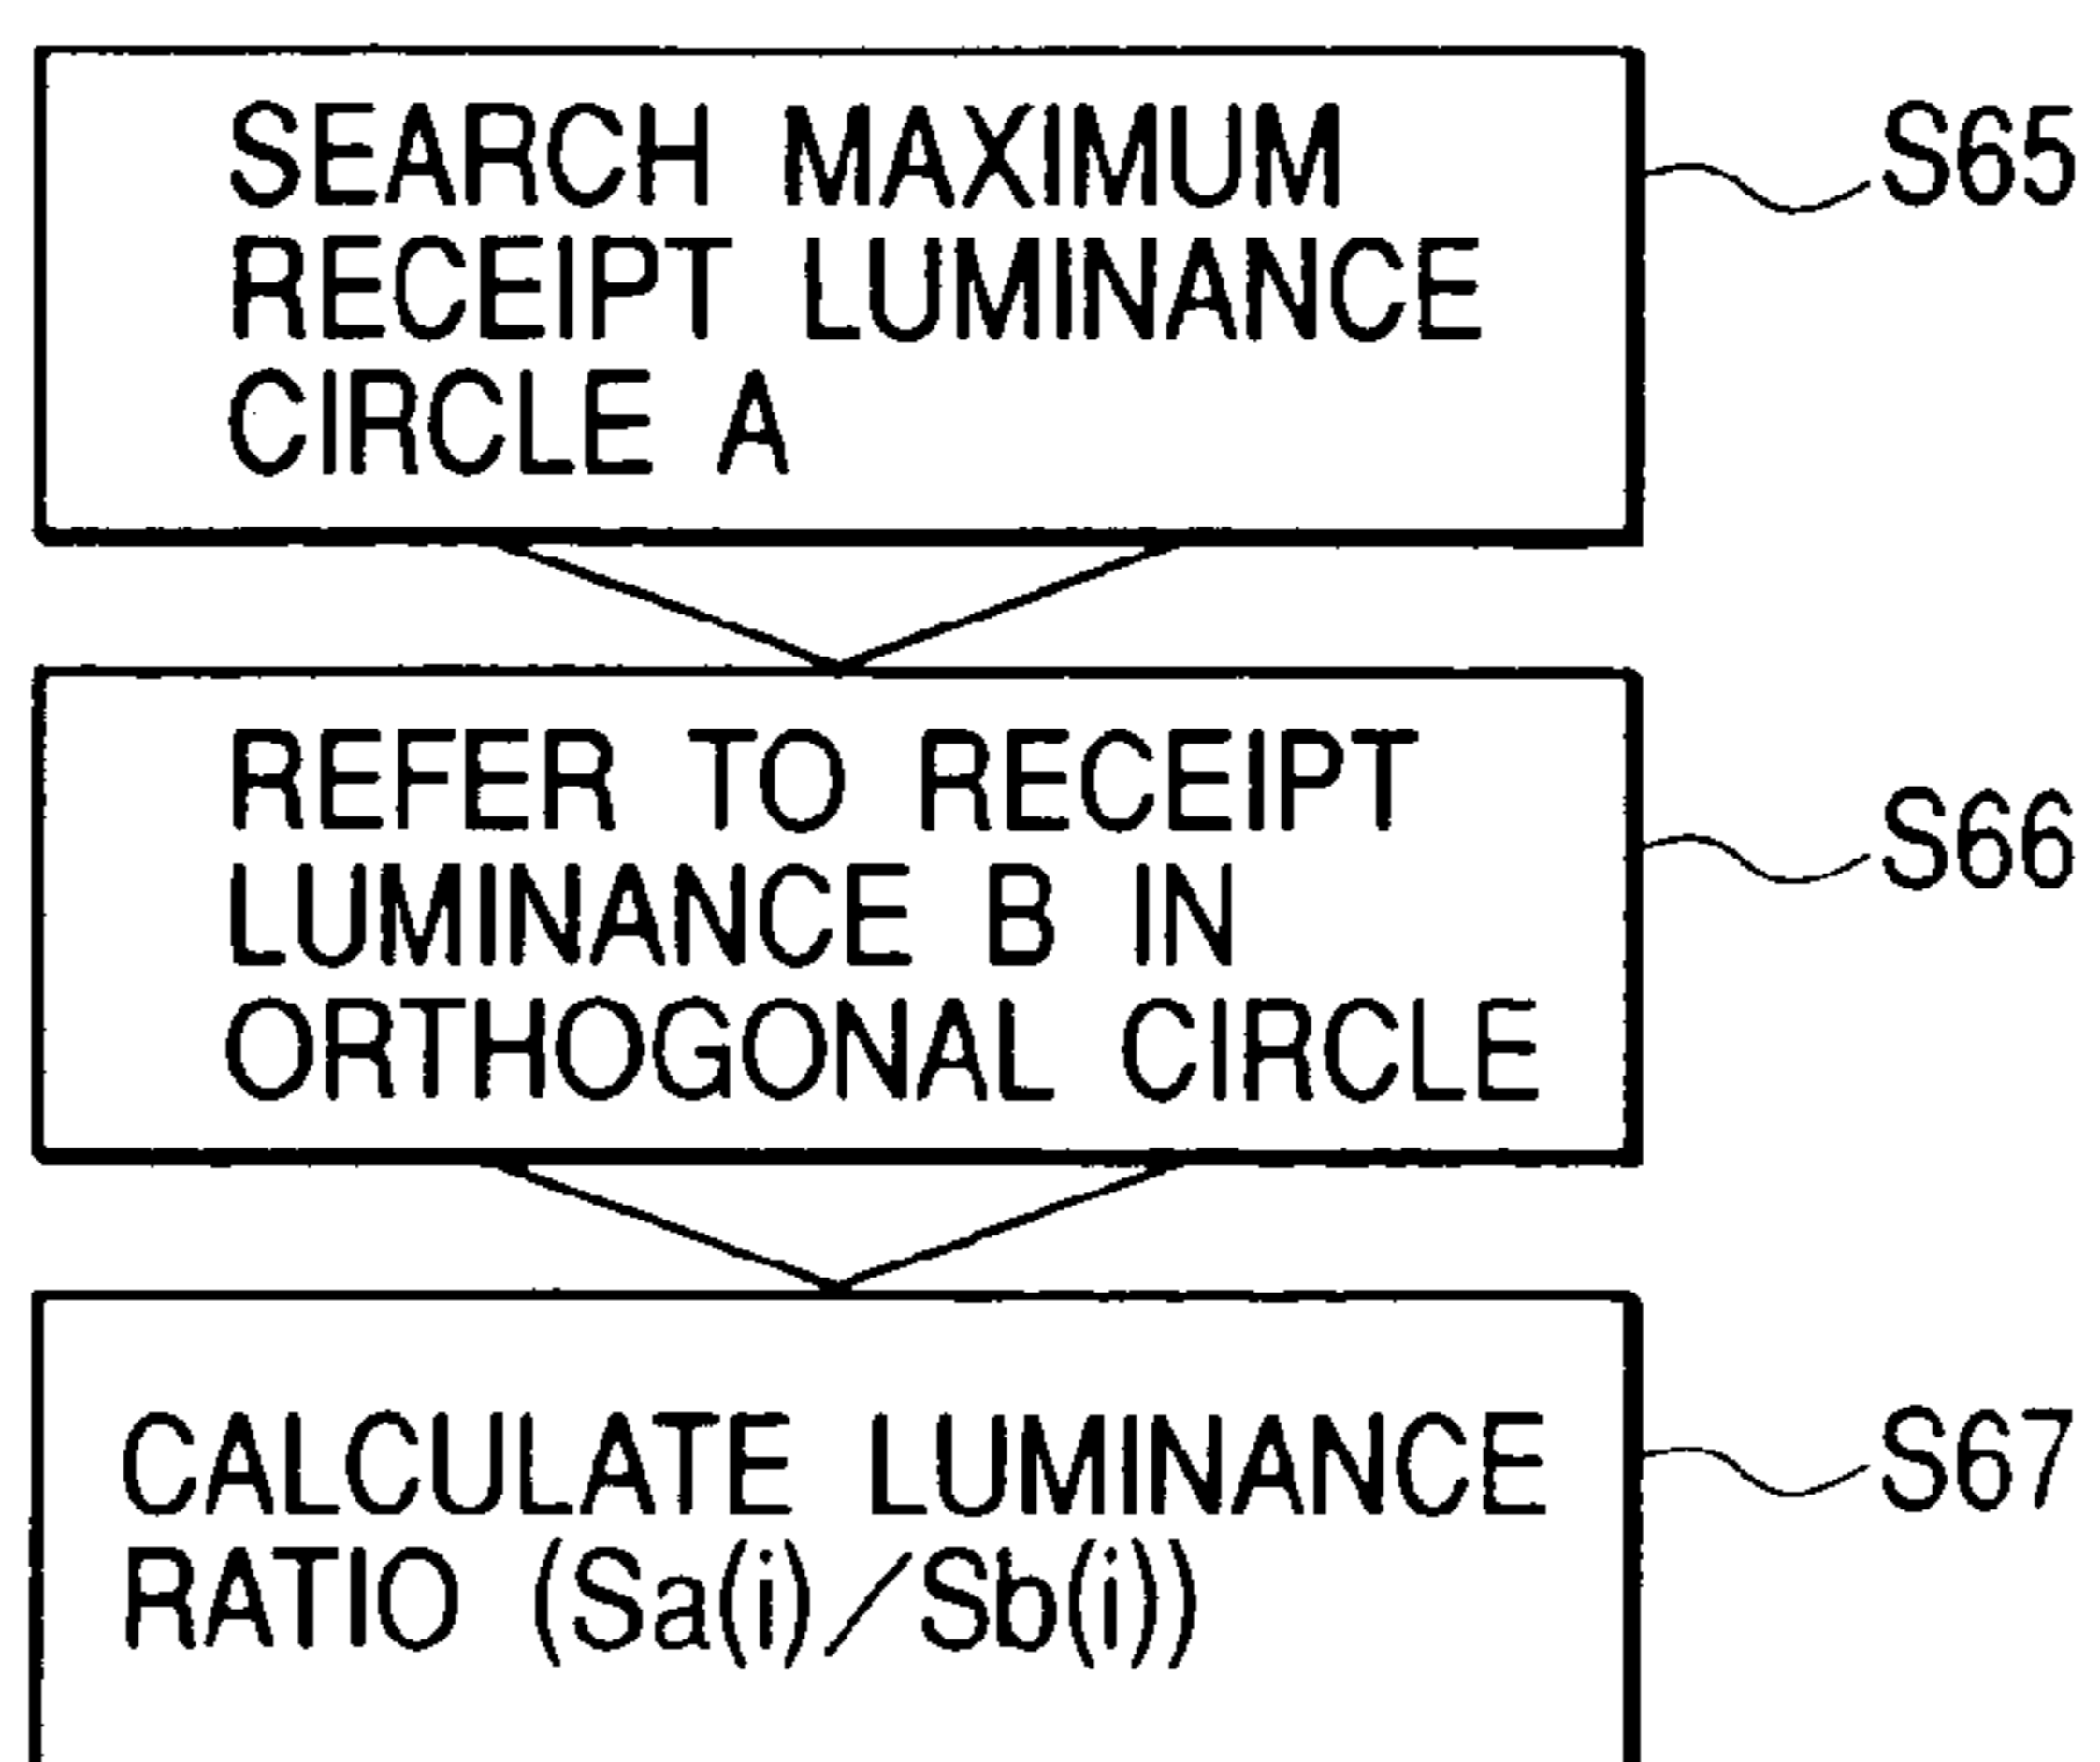 SEARCH MAXIMUM
RECEIPT LUMINANCE
CIRCLE A
S65
REFER TO RECEIPT
LUMINANCE B IN
ORTHOGONAL CIRCLE
S66
CALCULATE LUMINANCE
RATIO (Sa(i)/Sb(i))
S67